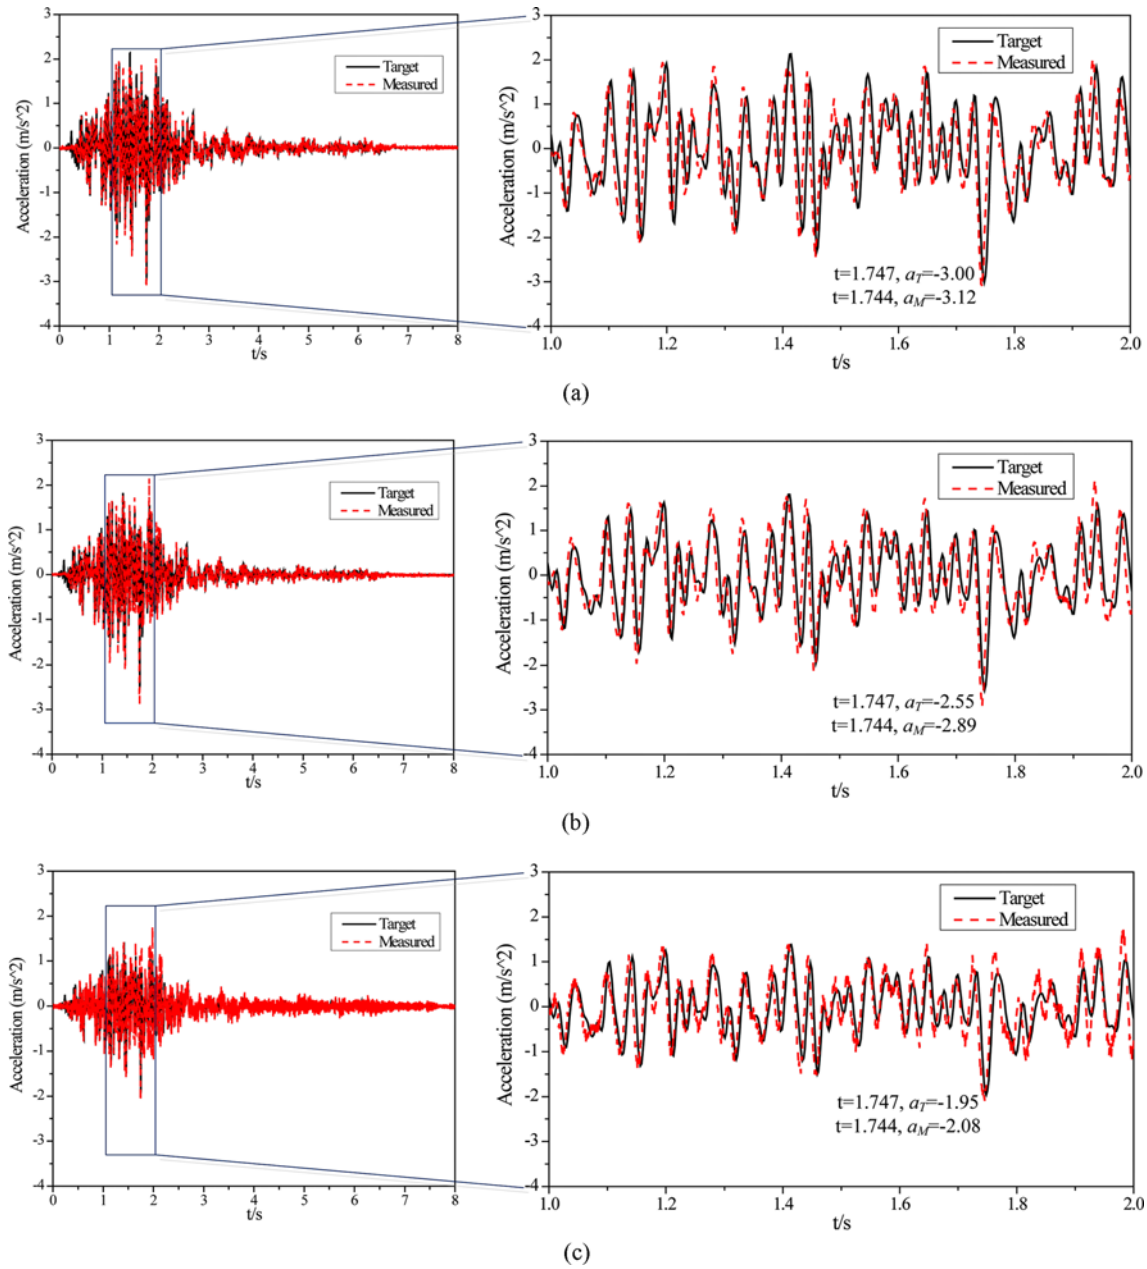 3
2
1
0
-1
-2
-3
-4
Acceleration (m/s^2)
Target
Measured
0 1 2 3 4 5 6 7 8
t/s
3
2
1
0
-1
-2
-3
-4
Acceleration (m/s^2)
Target
Measured
t=1.747, aT=-3.00
t=1.744, aM=-3.12
1.0 1.2 1.4 1.6 1.8 2.0
t/s
(a)
3
2
1
0
-1
-2
-3
-4
Acceleration (m/s^2)
Target
Measured
0 1 2 3 4 5 6 7 8
t/s
3
2
1
0
-1
-2
-3
-4
Acceleration (m/s^2)
Target
Measured
t=1.747, aT=-2.55
t=1.744, aM=-2.89
1.0 1.2 1.4 1.6 1.8 2.0
t/s
(b)
3
2
1
0
-1
-2
-3
-4
Acceleration (m/s^2)
Target
Measured
0 1 2 3 4 5 6 7 8
t/s
3
2
1
0
-1
-2
-3
-4
Acceleration (m/s^2)
Target
Measured
t=1.747, aT=-1.95
t=1.744, aM=-2.08
1.0 1.2 1.4 1.6 1.8 2.0
t/s
(c)